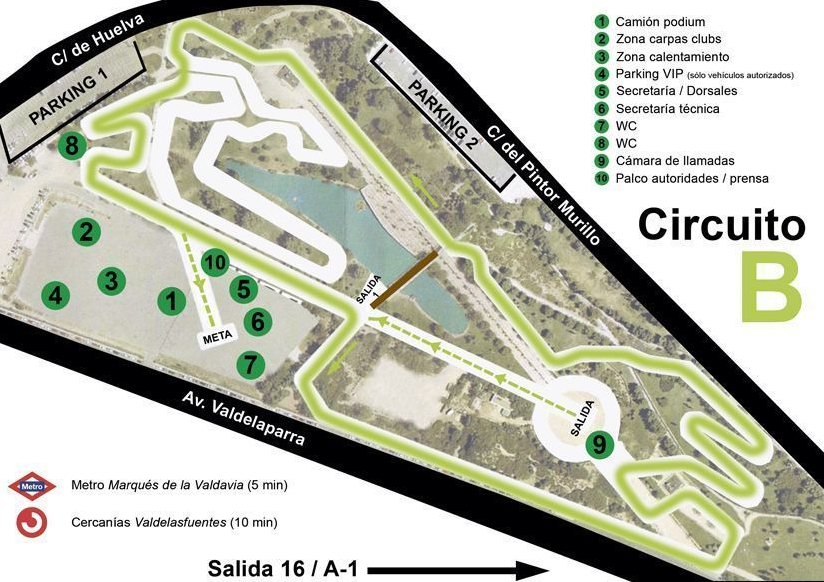 C/ de Huelva
PARKING 1
PARKING 2
C/ del Pintor Murillo
1 Camión podium
2 Zona carpas clubs
3 Zona calentamiento
4 Parking VIP (sólo vehículos autorizados)
5 Secretaría / Dorsales
6 Secretaría técnica
7 WC
8 WC
9 Cámara de llamadas
10 Palco autoridades / prensa
Circuito
B
8
2
3
4
1
10
5
6
7
META
SALIDA 1
SALIDA
9
Av. Valdelaparra
Metro
Metro Marqués de la Valdavia (5 min)
Cercanías Valdelasfuentes (10 min)
Salida 16 / A-1